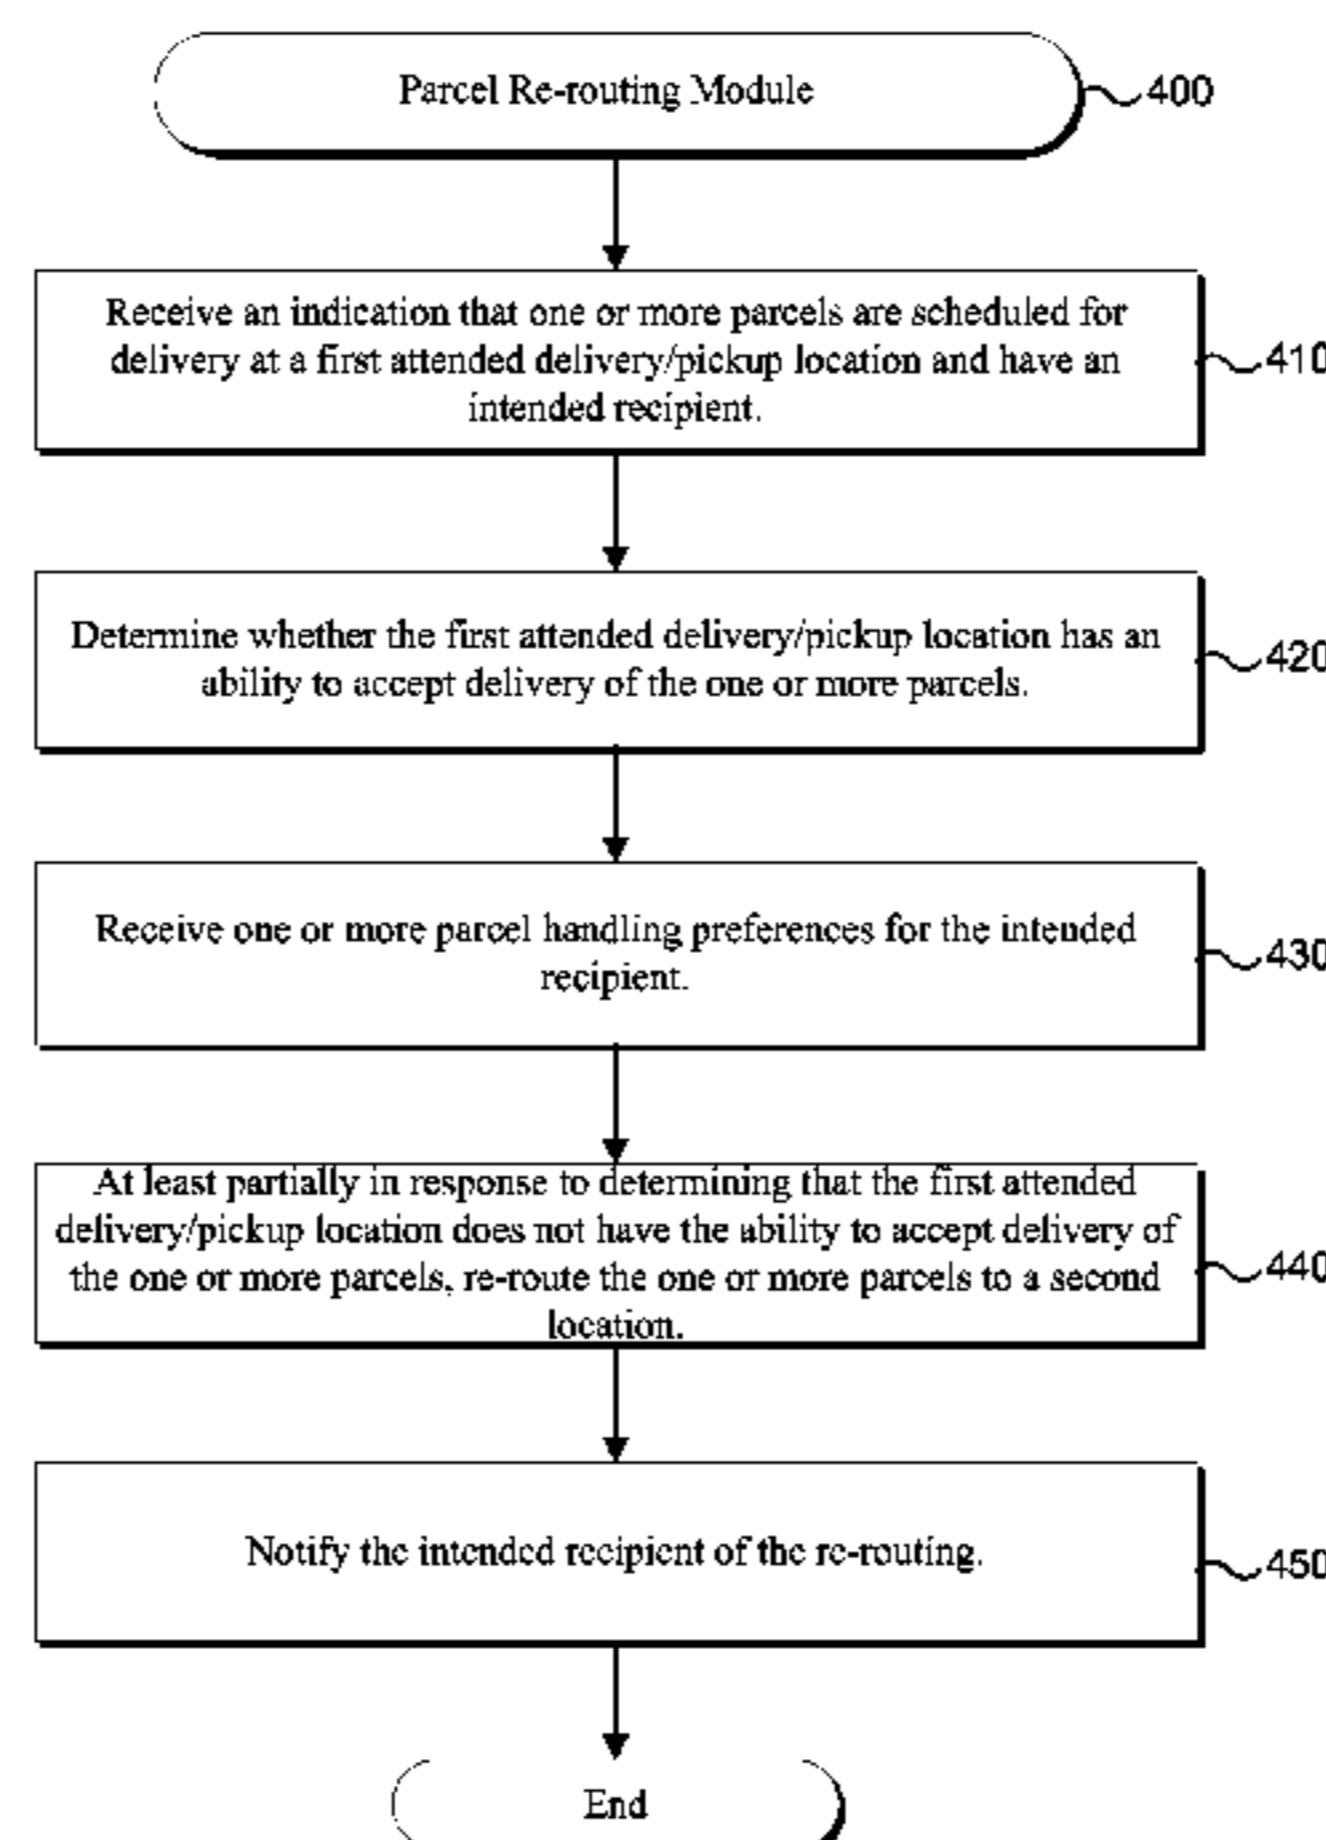 Parcel Re-routing Module
400
Receive an indication that one or more parcels are scheduled for
delivery at a first attended delivery/pickup location and have an
intended recipient.
410
Determine whether the first attended delivery/pickup location has an
ability to accept delivery of the one or more parcels.
420
Receive one or more parcel handling preferences for the intended
recipient.
430
At least partially in response to determining that the first attended
delivery/pickup location does not have the ability to accept delivery of
the one or more parcels, re-route the one or more parcels to a second
location.
440
Notify the intended recipient of the re-routing.
450
End